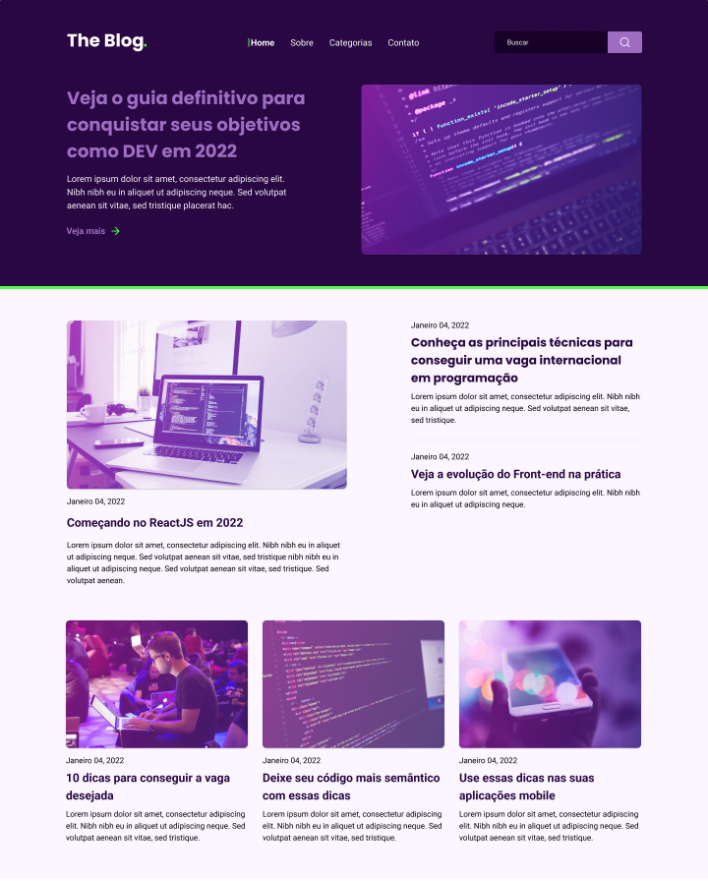 The Blog.
Home Sobre Categorias Contato
Buscar
Veja o guia definitivo para
conquistar seus objetivos
como DEV em 2022
Lorem ipsum dolor sit amet, consectetur adipiscing elit.
Nibh nibh eu in aliquet ut adipiscing neque. Sed volutpat
aenean sit vitae, sed tristique placerat hac.
Veja mais
@link
* @package _s
if ( ! function_exists( 'incode_starter_setup' ) )
Janeiro 04, 2022
Começando no ReactJS em 2022
Lorem ipsum dolor sit amet, consectetur adipiscing elit. Nibh nibh eu in aliquet
ut adipiscing neque. Sed volutpat aenean sit vitae, sed tristique nibh nibh eu in
aliquet ut adipiscing neque. Sed volutpat aenean sit vitae, sed tristique. Sed
volutpat aenean.
Janeiro 04, 2022
Conheça as principais técnicas para
conseguir uma vaga internacional
em programação
Lorem ipsum dolor sit amet, consectetur adipiscing elit. Nibh nibh
eu in aliquet ut adipiscing neque. Sed volutpat aenean sit vitae,
sed tristique.
Janeiro 04, 2022
Veja a evolução do Front-end na prática
Lorem ipsum dolor sit amet, consectetur adipiscing elit. Nibh nibh
eu in aliquet ut adipiscing neque.
Janeiro 04, 2022
10 dicas para conseguir a vaga
desejada
Lorem ipsum dolor sit amet, consectetur adipiscing
elit. Nibh nibh eu in aliquet ut adipiscing neque. Sed
volutpat aenean sit vitae, sed tristique.
Janeiro 04, 2022
Deixe seu código mais semântico
com essas dicas
Lorem ipsum dolor sit amet, consectetur adipiscing
elit. Nibh nibh eu in aliquet ut adipiscing neque. Sed
volutpat aenean sit vitae, sed tristique.
Janeiro 04, 2022
Use essas dicas nas suas
aplicações mobile
Lorem ipsum dolor sit amet, consectetur adipiscing
elit. Nibh nibh eu in aliquet ut adipiscing neque. Sed
volutpat aenean sit vitae, sed tristique.